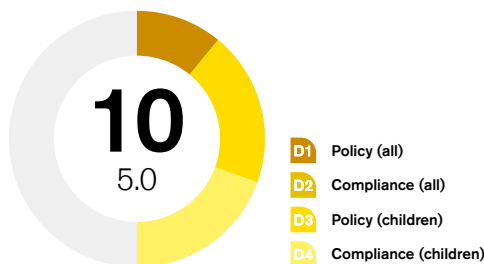 10
5.0
D1 Policy (all)
D2 Compliance (all)
D3 Policy (children)
D4 Compliance (children)